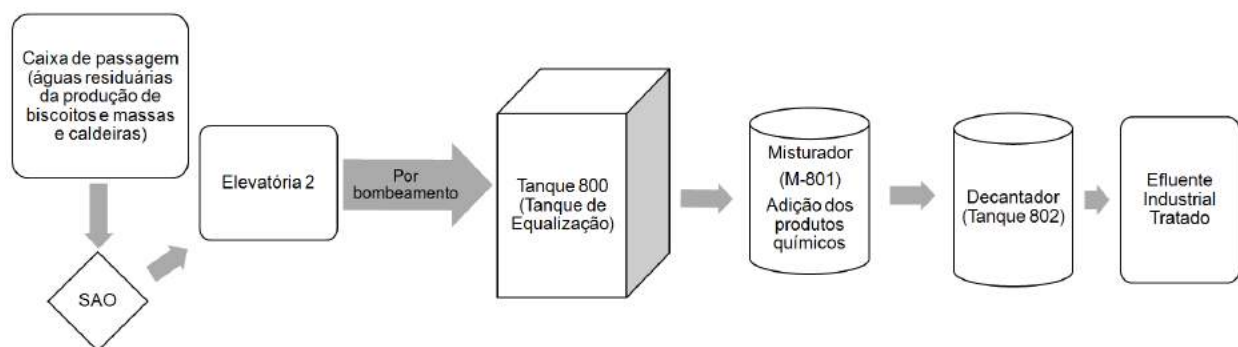 Caixa de passagem
(águas residuárias
da produção de
biscoitos e massas
e caldeiras)
SAO
Elevatória 2
Por
bombeamento
Tanque 800
(Tanque de
Equalização)
Misturador
(M-801)
Adição dos
produtos
químicos
Decantador
(Tanque 802)
Efluente
Industrial
Tratado